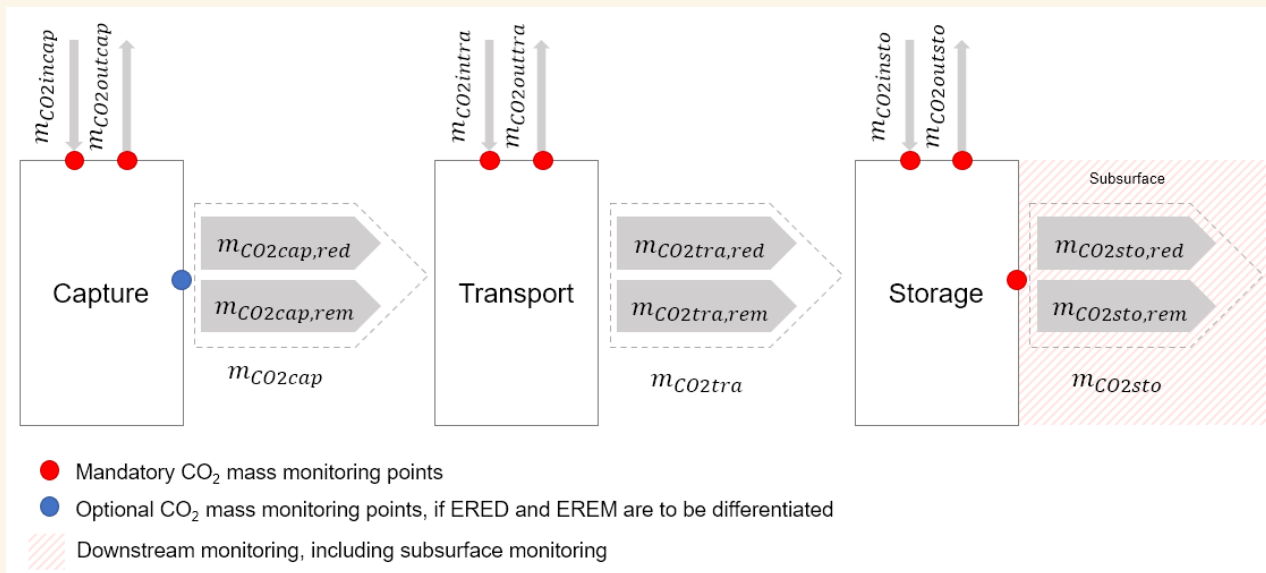 m_CO2incap
m_CO2outcap
m_CO2intra
m_CO2outtra
m_CO2insto
m_CO2outsto
Subsurface
Capture
m_CO2cap,red
m_CO2cap,rem
m_CO2cap
Transport
m_CO2tra,red
m_CO2tra,rem
m_CO2tra
Storage
m_CO2sto,red
m_CO2sto,rem
m_CO2sto
Mandatory CO₂ mass monitoring points
Optional CO₂ mass monitoring points, if ERED and EREM are to be differentiated
Downstream monitoring, including subsurface monitoring